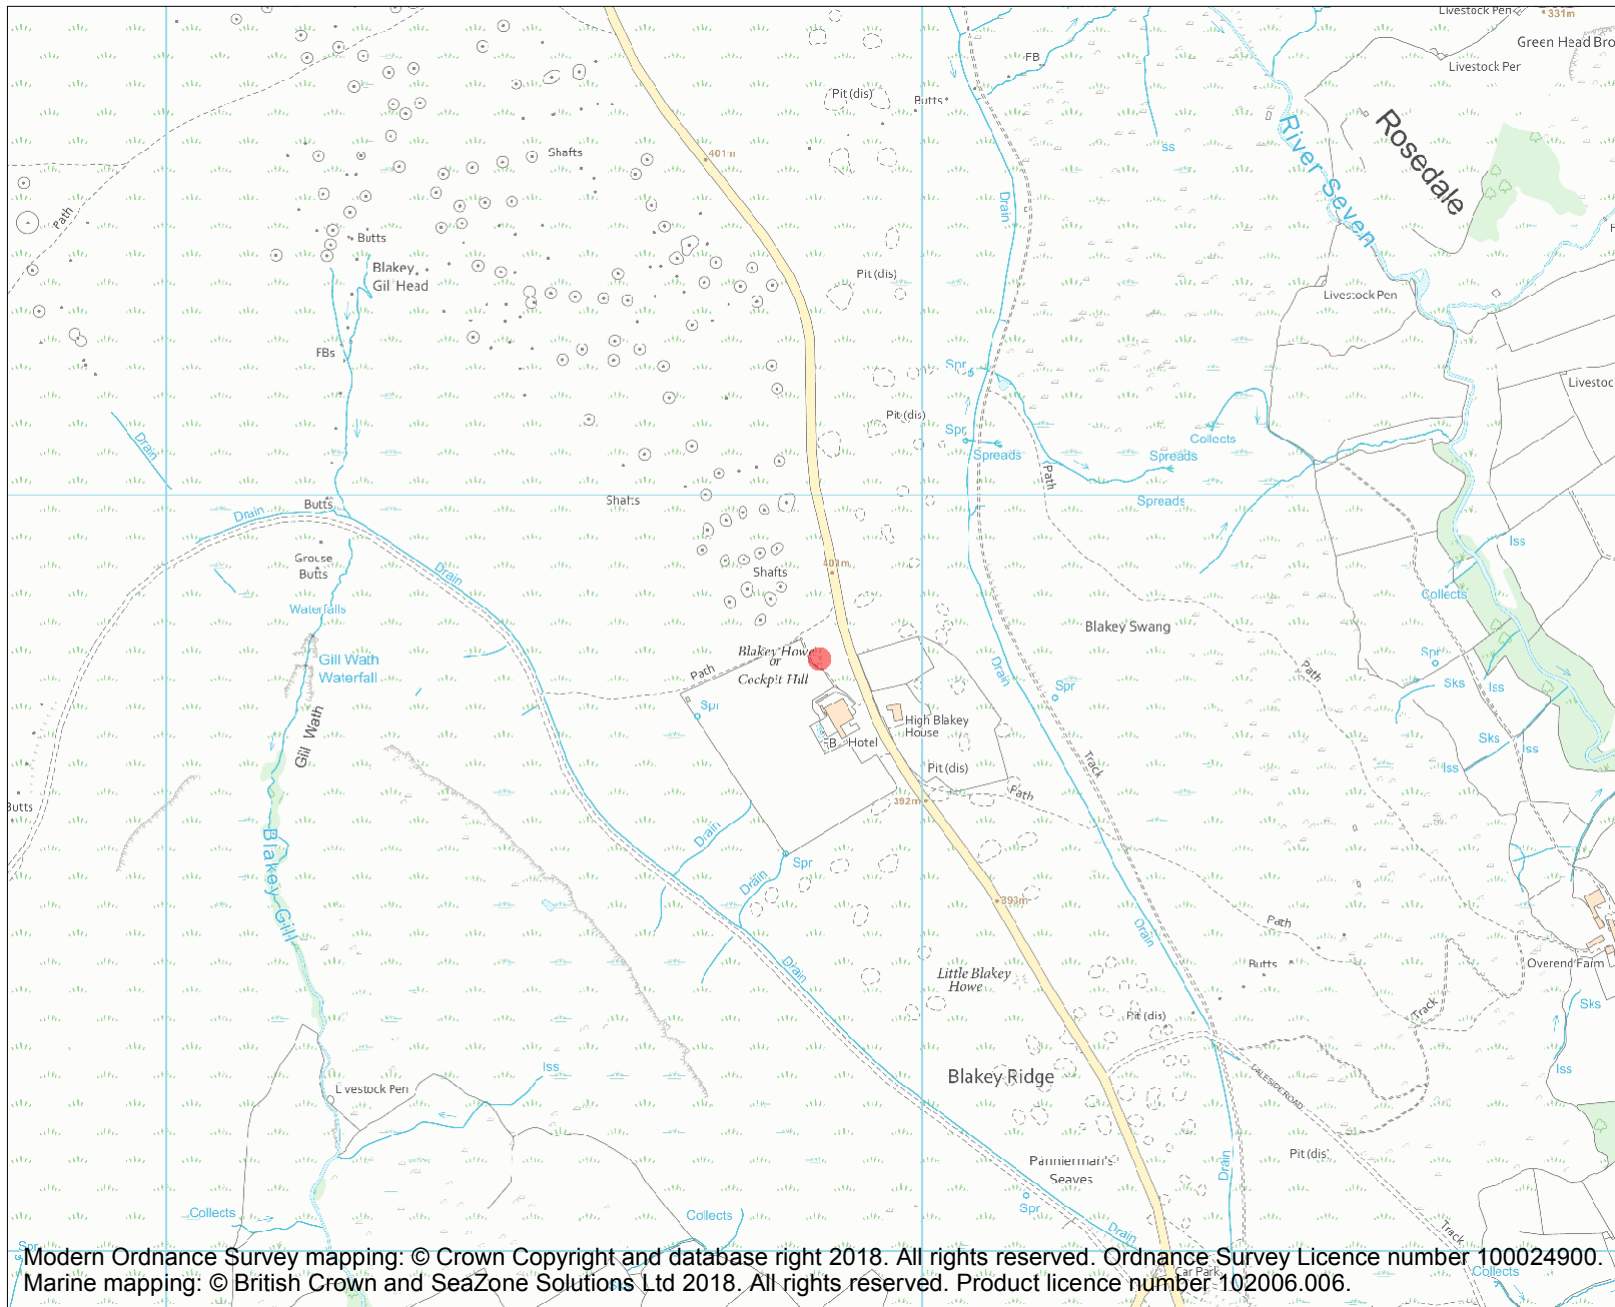 Livestock Pen
331m
Green Head Bro
Livestock Per
FB
Pit (dis)
Butts
Rosedale
River Seven
401m
Shafts
Iss
Path
Drain
Butts
Blakey
Gill Head
Pit (dis)
Livestock Pen
FBs
Spr
Livestoc
Pit (dis)
Spr
Spreads
Collects
Spreads
Drain
Path
Shafts
Spreads
Butts
Drain
Iss
Grouse
Butts
Drain
Shafts
401m
Collects
Waterfalls
Blakey Swang
Gill Wath
Waterfall
Blakey Howe
or
Cockpit Hill
Path
Drain
Path
Spr
Spr
Sks
Iss
Spr
Gill Wath
High Blakey
House
FB
Hotel
Sks
Iss
Iss
Track
Pit (dis)
Path
392m
Butts
Drain
Spr
Drain
Blakey Gill
391m
Path
Drain
Drain
Little Blakey
Howe
Butts
Overend Farm
Sks
Track
Pit (dis)
Iss
Blakey Ridge
DALESIDE ROAD
Iss
Livestock Pen
Pannierman's
Seaves
Pit (dis)
Drain
Spr
Collects
Collects
Drain
Track
Spr
Modern Ordnance Survey mapping: © Crown Copyright and database right 2018. All rights reserved. Ordnance Survey Licence number 100024900.
Marine mapping: © British Crown and SeaZone Solutions Ltd 2018. All rights reserved. Product licence number 102006.006.
Car Park
Collects